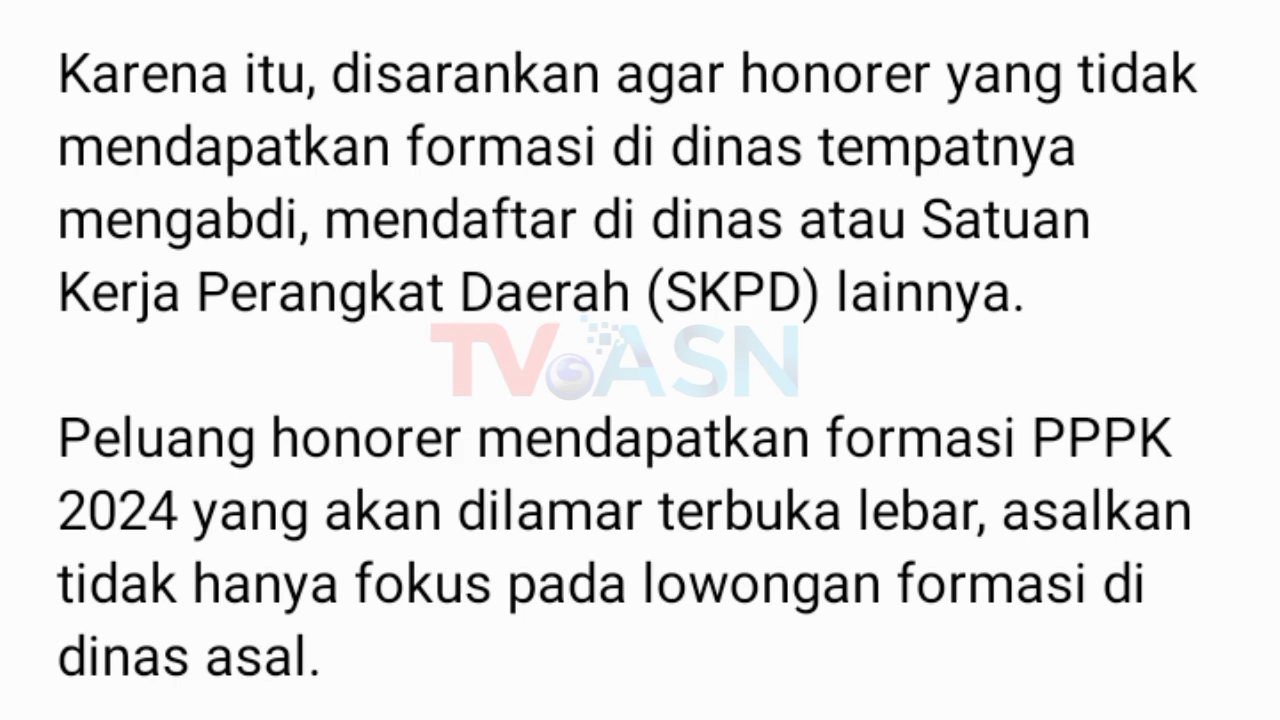 Karena itu, disarankan agar honorer yang tidak
mendapatkan formasi di dinas tempatnya
mengabdi, mendaftar di dinas atau Satuan
Kerja Perangkat Daerah (SKPD) lainnya.
TV ASN
Peluang honorer mendapatkan formasi PPPK
2024 yang akan dilamar terbuka lebar, asalkan
tidak hanya fokus pada lowongan formasi di
dinas asal.